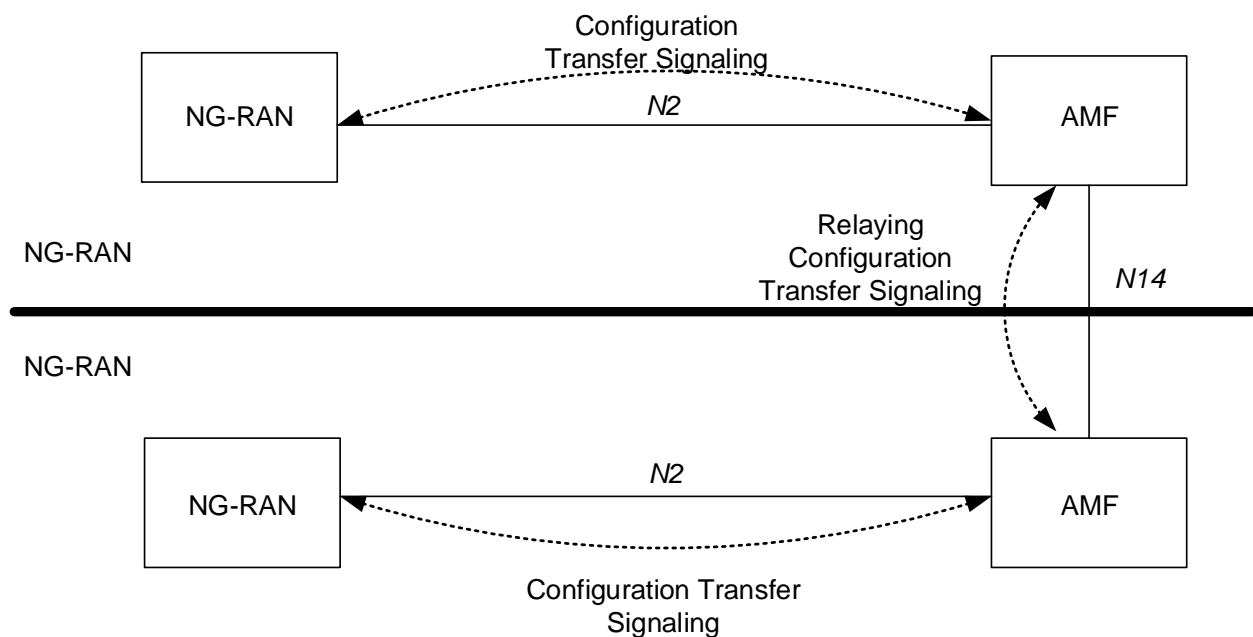 Configuration
Transfer Signaling
NG-RAN
N2
AMF
Relaying
Configuration
Transfer Signaling
NG-RAN
N14
NG-RAN
NG-RAN
N2
AMF
Configuration Transfer
Signaling